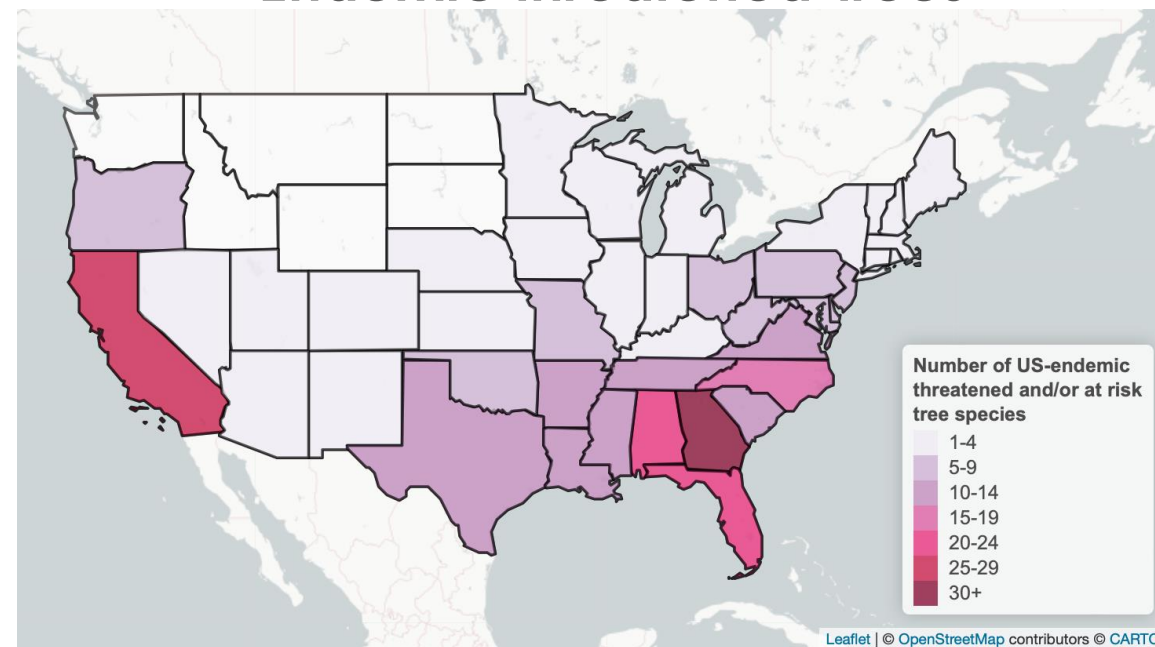 Number of US-endemic
threatened and/or at risk
tree species
1-4
5-9
10-14
15-19
20-24
25-29
30+
Leaflet | © OpenStreetMap contributors © CARTO